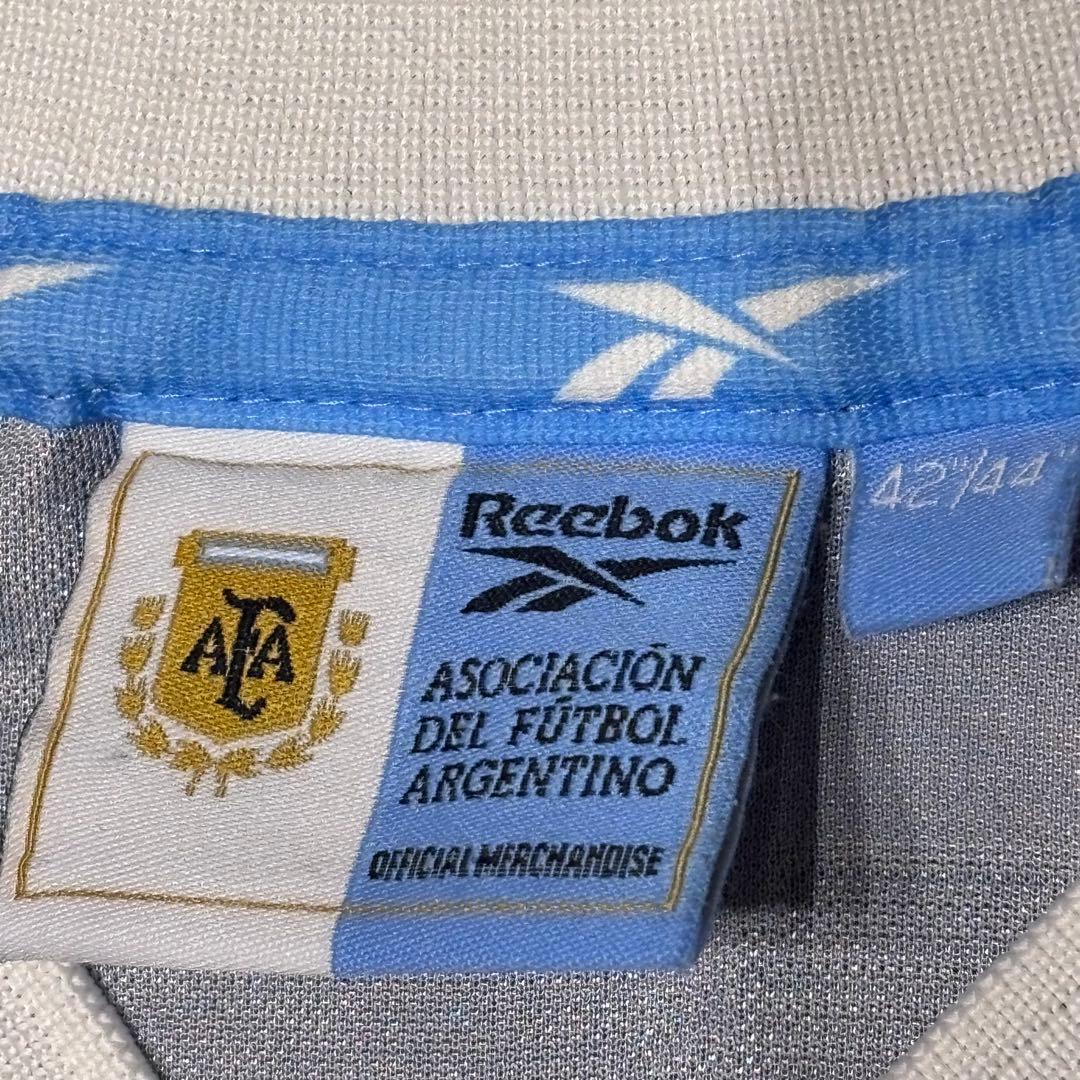 42"/44"
AFA
Reebok
ASOCIACIÓN
DEL FÚTBOL
ARGENTINO
OFFICIAL MERCHANDISE